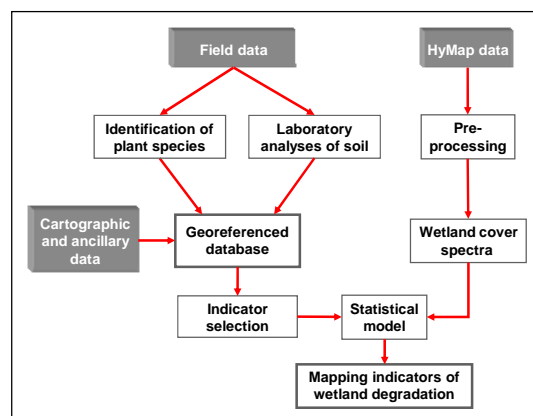 Field data
HyMap data
Identification of
plant species
Laboratory
analyses of soil
Pre-
processing
Cartographic
and ancillary
data
Georeferenced
database
Wetland cover
spectra
Indicator
selection
Statistical
model
Mapping indicators of
wetland degradation